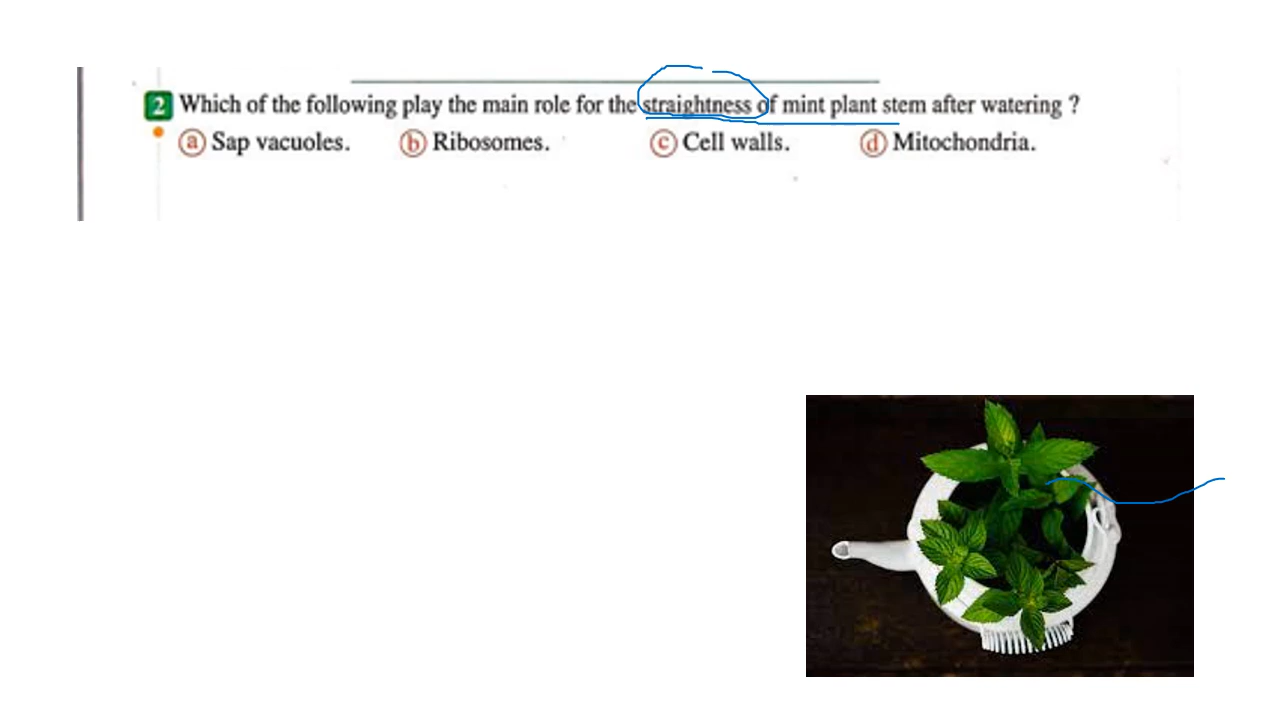 2 Which of the following play the main role for the straightness of mint plant stem after watering ?
a Sap vacuoles. b Ribosomes. c Cell walls. d Mitochondria.